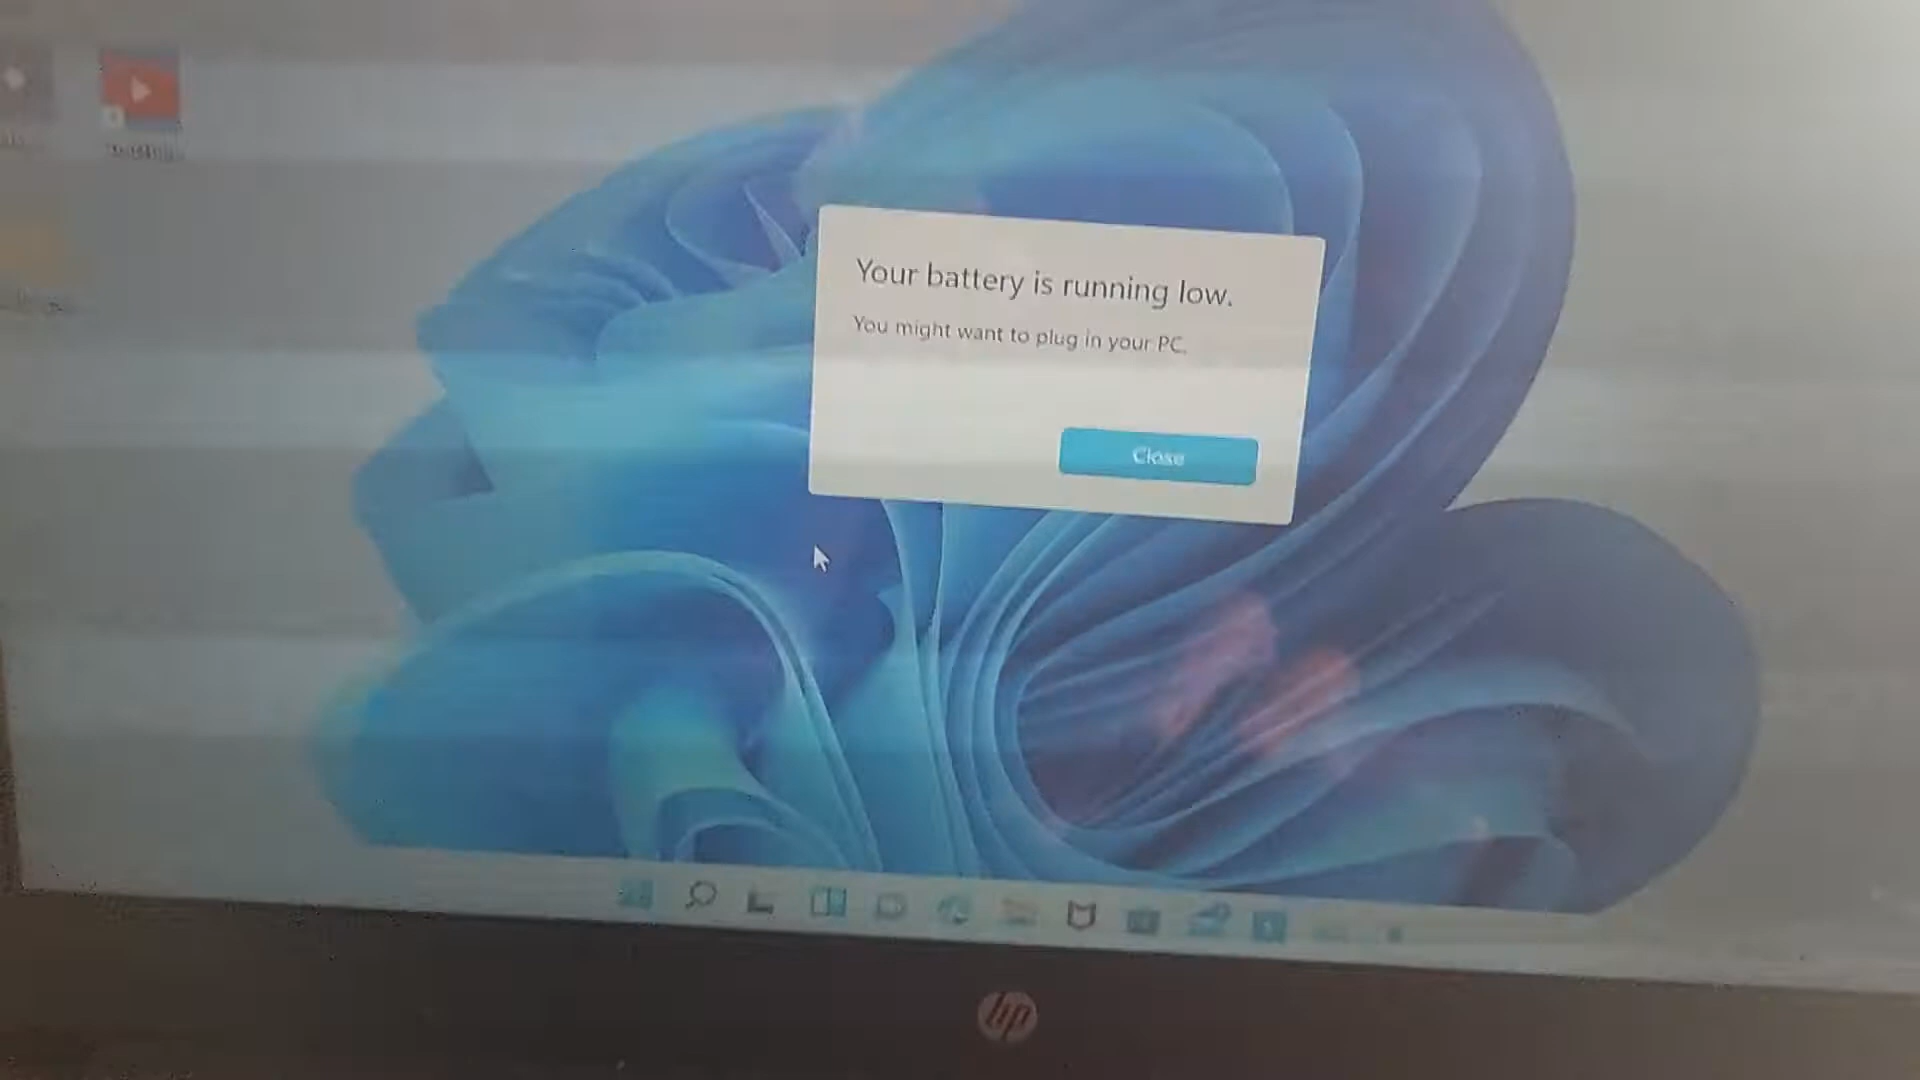 Your battery is running low.
You might want to plug in your PC.
Close
hp